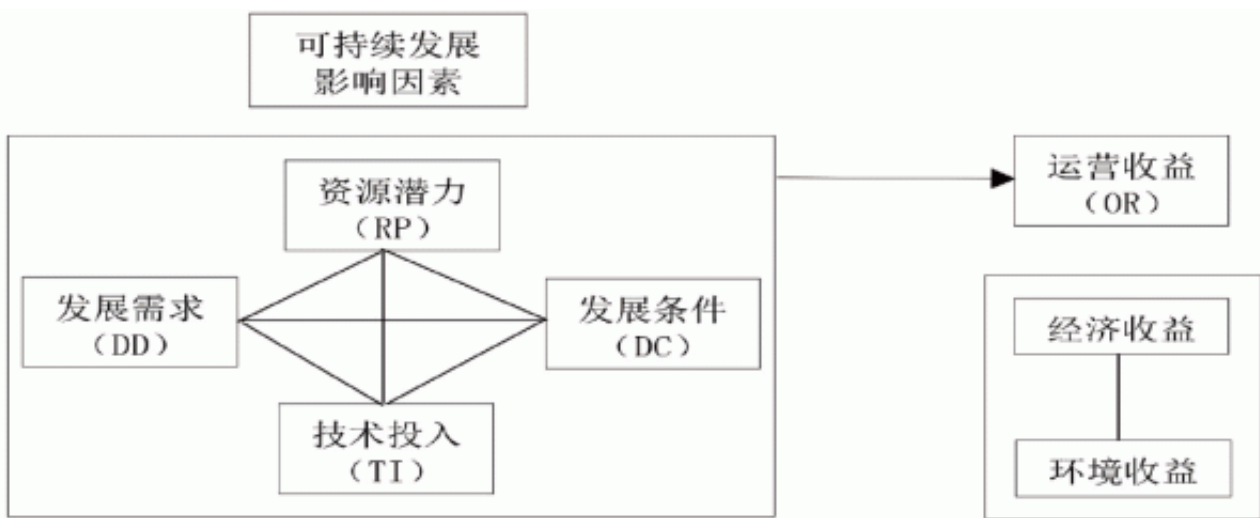 可持续发展
影响因素
资源潜力
（RP）
运营收益
（OR）
发展需求
（DD）
发展条件
（DC）
经济收益
技术投入
（TI）
环境收益